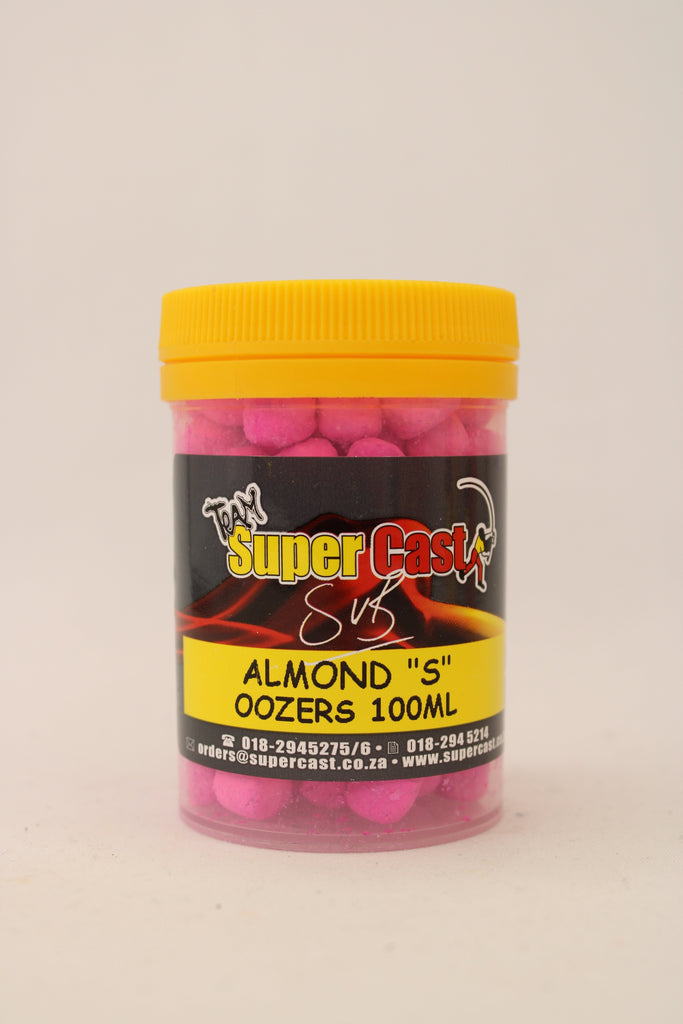 TEAM
Super Cast
SvB
ALMOND "S"
OOZERS 100ML
018-2945275/6 • 018-294 5214
orders@supercast.co.za • www.supercast.co